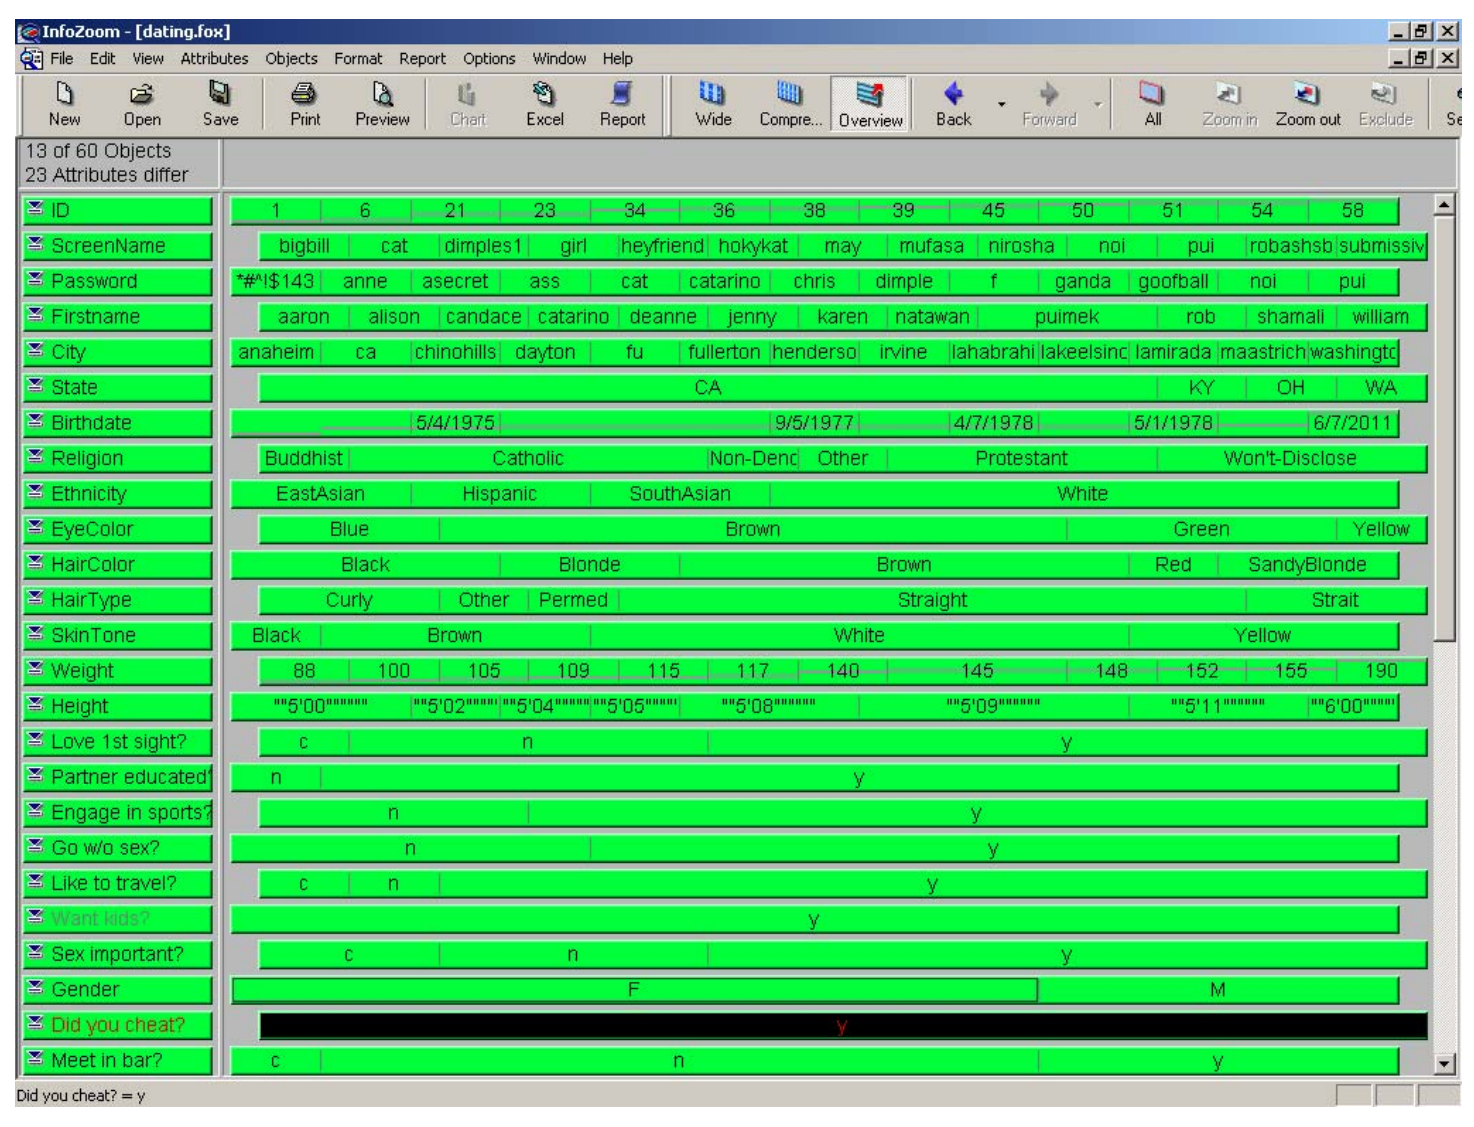 InfoZoom - [dating.fox]
File Edit View Attributes Objects Format Report Options Window Help
New Open Save Print Preview Chart Excel Report Wide Compre... Overview Back Forward All Zoom in Zoom out Exclude Se
13 of 60 Objects
23 Attributes differ
ID 1 6 21 23 34 36 38 39 45 50 51 54 58
ScreenName bigbill cat dimples1 girl heyfriend hokykat may mufasa nirosha noi pui robashsb submissiv
Password *#^!$143 anne asecret ass cat catarino chris dimple f ganda goofball noi pui
Firstname aaron alison candace catarino deanne jenny karen natawan puimek rob shamali william
City anaheim ca chinohills dayton fu fullerton henderso irvine lahabrahi lakeelsinc lamirada maastrich washingtc
State CA KY OH WA
Birthdate 5/4/1975 9/5/1977 4/7/1978 5/1/1978 6/7/2011
Religion Buddhist Catholic Non-Denc Other Protestant Won't-Disclose
Ethnicity EastAsian Hispanic SouthAsian White
EyeColor Blue Brown Green Yellow
HairColor Black Blonde Brown Red SandyBlonde
HairType Curly Other Permed Straight Strait
SkinTone Black Brown White Yellow
Weight 88 100 105 109 115 117 140 145 148 152 155 190
Height ""5'00"""""" ""5'02"""" ""5'04""""" ""5'05""""" ""5'08"""""" ""5'09"""""" ""5'11"""""" ""6'00"""""
Love 1st sight? c n y
Partner educated? n y
Engage in sports? n y
Go w/o sex? n y
Like to travel? c n y
Want kids? y
Sex important? c n y
Gender F M
Did you cheat? y
Meet in bar? c n y
Did you cheat? = y